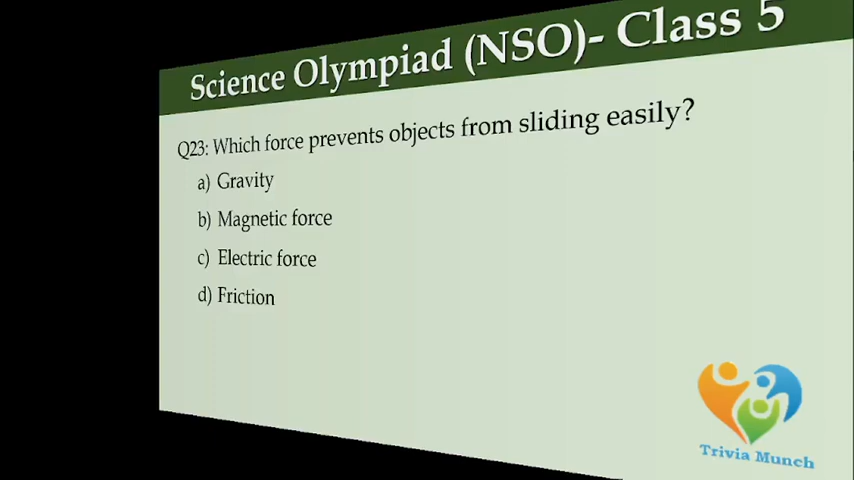 Science Olympiad (NSO)- Class 5
Q23: Which force prevents objects from sliding easily?
a) Gravity
b) Magnetic force
c) Electric force
d) Friction
Trivia Munch